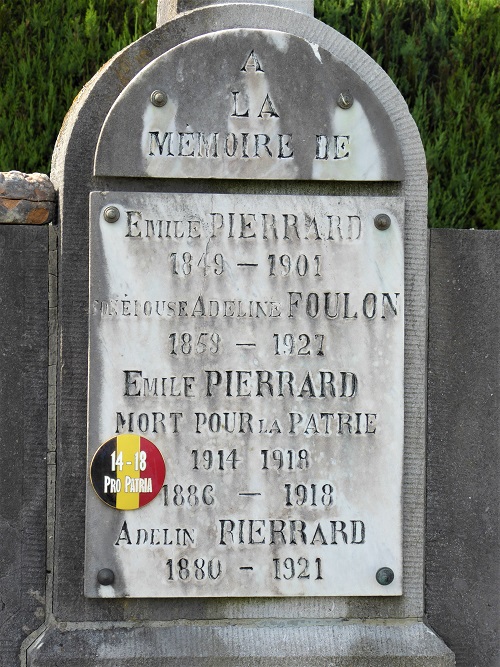 A
LA
MÉMOIRE DE
EMILE PIERRARD
1849 – 1901
SON EPOUSE ADELINE FOULON
1858 – 1927
EMILE PIERRARD
MORT POUR LA PATRIE
1914 1918
14-18
PRO PATRIA
1886 – 1918
ADELIN PIERRARD
1880 – 1921